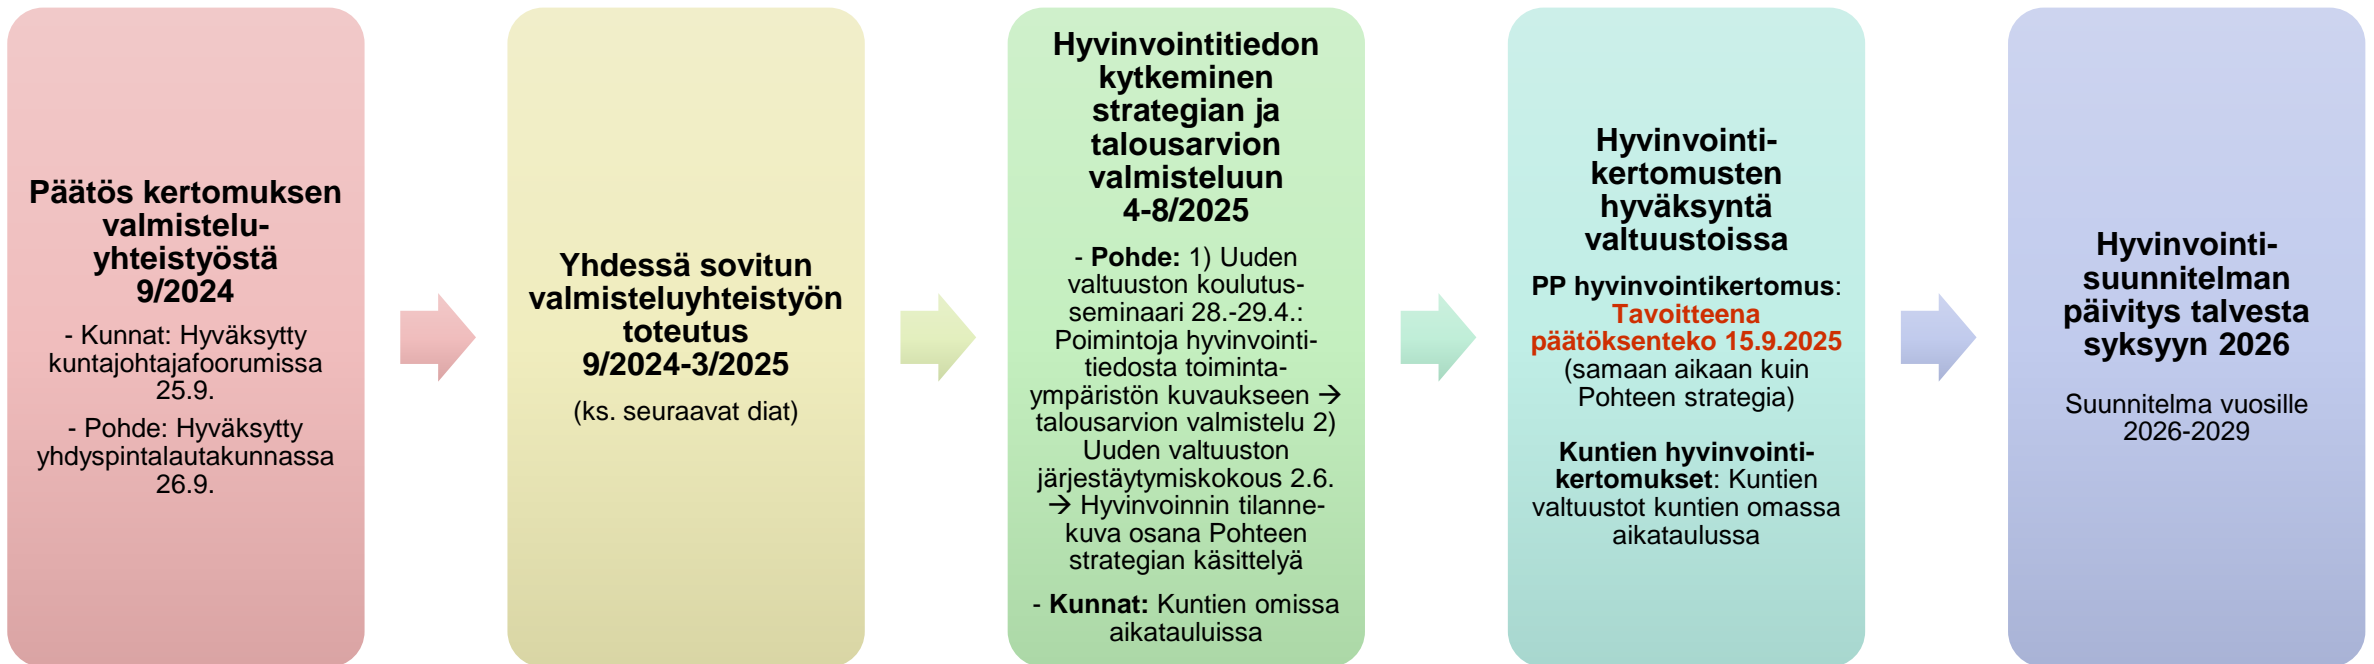 Päätös kertomuksen
valmistelu-
yhteistyöstä
9/2024
- Kunnat: Hyväksytty
kuntajohtajafoorumissa
25.9.
- Pohde: Hyväksytty
yhdyspintalautakunnassa
26.9.
Yhdessä sovitun
valmisteluyhteistyön
toteutus
9/2024-3/2025
(ks. seuraavat diat)
Hyvinvointitiedon
kytkeminen
strategian ja
talousarvion
valmisteluun
4-8/2025
- Pohde: 1) Uuden
valtuuston koulutus-
seminaari 28.-29.4.:
Poimintoja hyvinvointi-
tiedosta toiminta-
ympäristön kuvaukseen →
talousarvion valmistelu 2)
Uuden valtuuston
järjestäytymiskokous 2.6.
→ Hyvinvoinnin tilanne-
kuva osana Pohteen
strategian käsittelyä
- Kunnat: Kuntien omissa
aikatauluissa
Hyvinvointi-
kertomusten
hyväksyntä
valtuustoissa
PP hyvinvointikertomus:
Tavoitteena
päätöksenteko 15.9.2025
(samaan aikaan kuin
Pohteen strategia)
Kuntien hyvinvointi-
kertomukset: Kuntien
valtuustot kuntien omassa
aikataulussa
Hyvinvointi-
suunnitelman
päivitys talvesta
syksyyn 2026
Suunnitelma vuosille
2026-2029